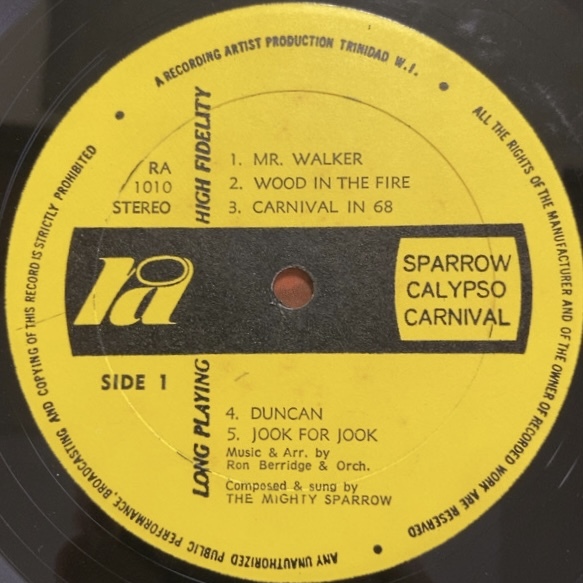 A RECORDING ARTIST PRODUCTION TRINIDAD W.I.
ALL THE RIGHTS OF THE MANUFACTURER AND OF THE OWNER OF RECORDED WORK ARE RESERVED
ANY UNAUTHORIZED PUBLIC PERFORMANCE, BROADCASTING AND COPYING OF THIS RECORD IS STRICTLY PROHIBITED
RA
1010
STEREO
HIGH FIDELITY
1. MR. WALKER
2. WOOD IN THE FIRE
3. CARNIVAL IN 68
ra
SPARROW
CALYPSO
CARNIVAL
SIDE 1
LONG PLAYING
4. DUNCAN
5. JOOK FOR JOOK
Music & Arr. by
Ron Berridge & Orch.
Composed & sung by
THE MIGHTY SPARROW